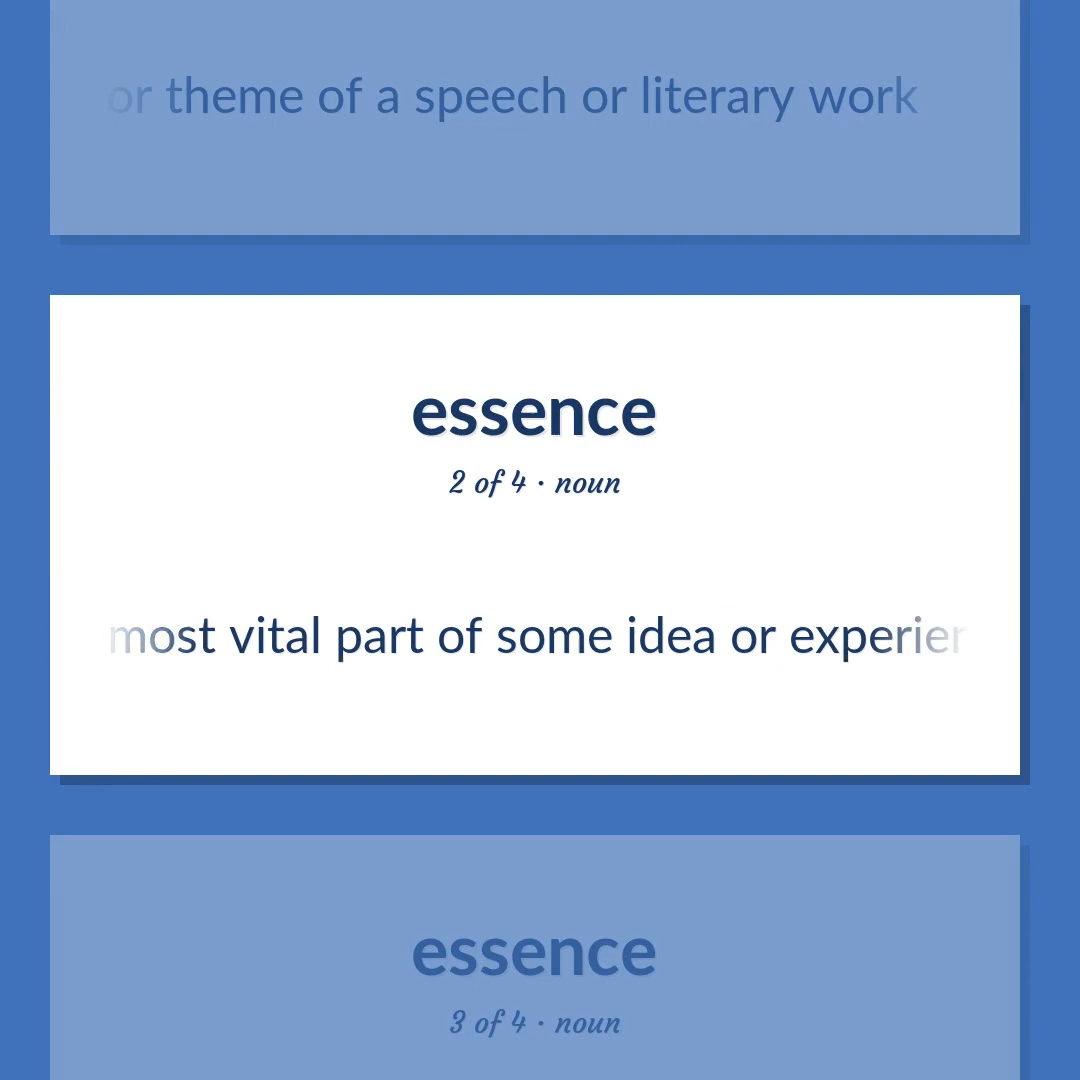 or theme of a speech or literary work
essence
2 of 4 · noun
most vital part of some idea or experier
essence
3 of 4 · noun